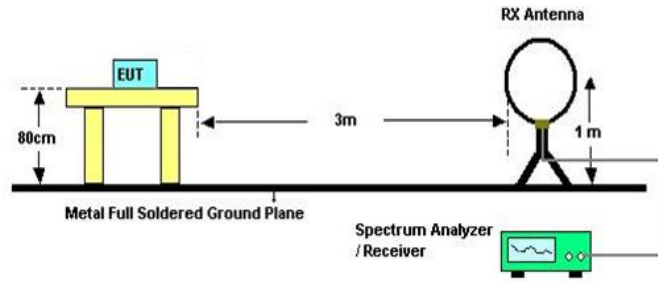 RX Antenna
EUT
80cm
3m
1 m
Metal Full Soldered Ground Plane
Spectrum Analyzer
/ Receiver